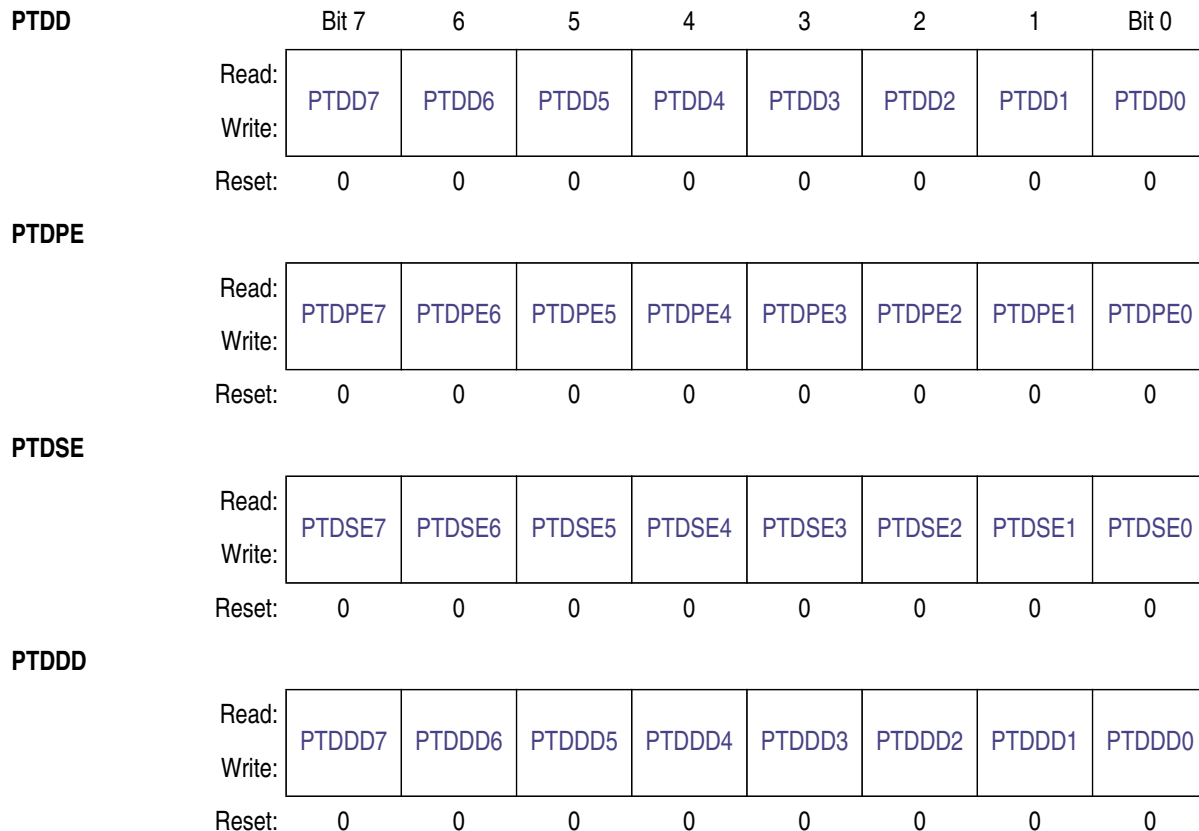 PTDD Bit 7 6 5 4 3 2 1 Bit 0
Read:
PTDD7 PTDD6 PTDD5 PTDD4 PTDD3 PTDD2 PTDD1 PTDD0
Write:
Reset: 0 0 0 0 0 0 0 0
PTDPE
Read:
PTDPE7 PTDPE6 PTDPE5 PTDPE4 PTDPE3 PTDPE2 PTDPE1 PTDPE0
Write:
Reset: 0 0 0 0 0 0 0 0
PTDSE
Read:
PTDSE7 PTDSE6 PTDSE5 PTDSE4 PTDSE3 PTDSE2 PTDSE1 PTDSE0
Write:
Reset: 0 0 0 0 0 0 0 0
PTDDD
Read:
PTDDD7 PTDDD6 PTDDD5 PTDDD4 PTDDD3 PTDDD2 PTDDD1 PTDDD0
Write:
Reset: 0 0 0 0 0 0 0 0